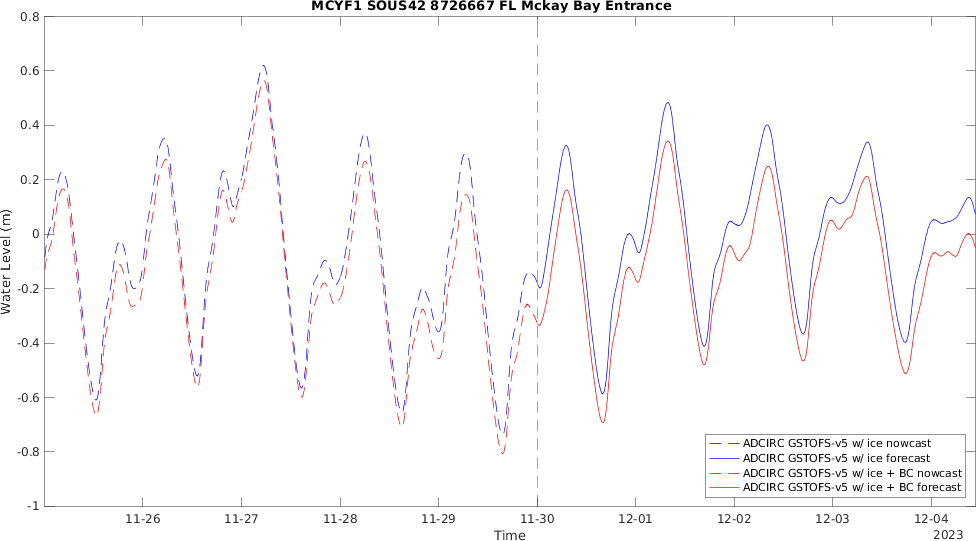 MCYF1 SOUS42 8726667 FL Mckay Bay Entrance
0.8
0.6
0.4
0.2
0
-0.2
-0.4
-0.6
-0.8
-1
Water Level (m)
11-26
11-27
11-28
11-29
11-30
12-01
12-02
12-03
12-04
Time
2023
ADCIRC GSTOFS-v5 w/ ice nowcast
ADCIRC GSTOFS-v5 w/ ice forecast
ADCIRC GSTOFS-v5 w/ ice + BC nowcast
ADCIRC GSTOFS-v5 w/ ice + BC forecast